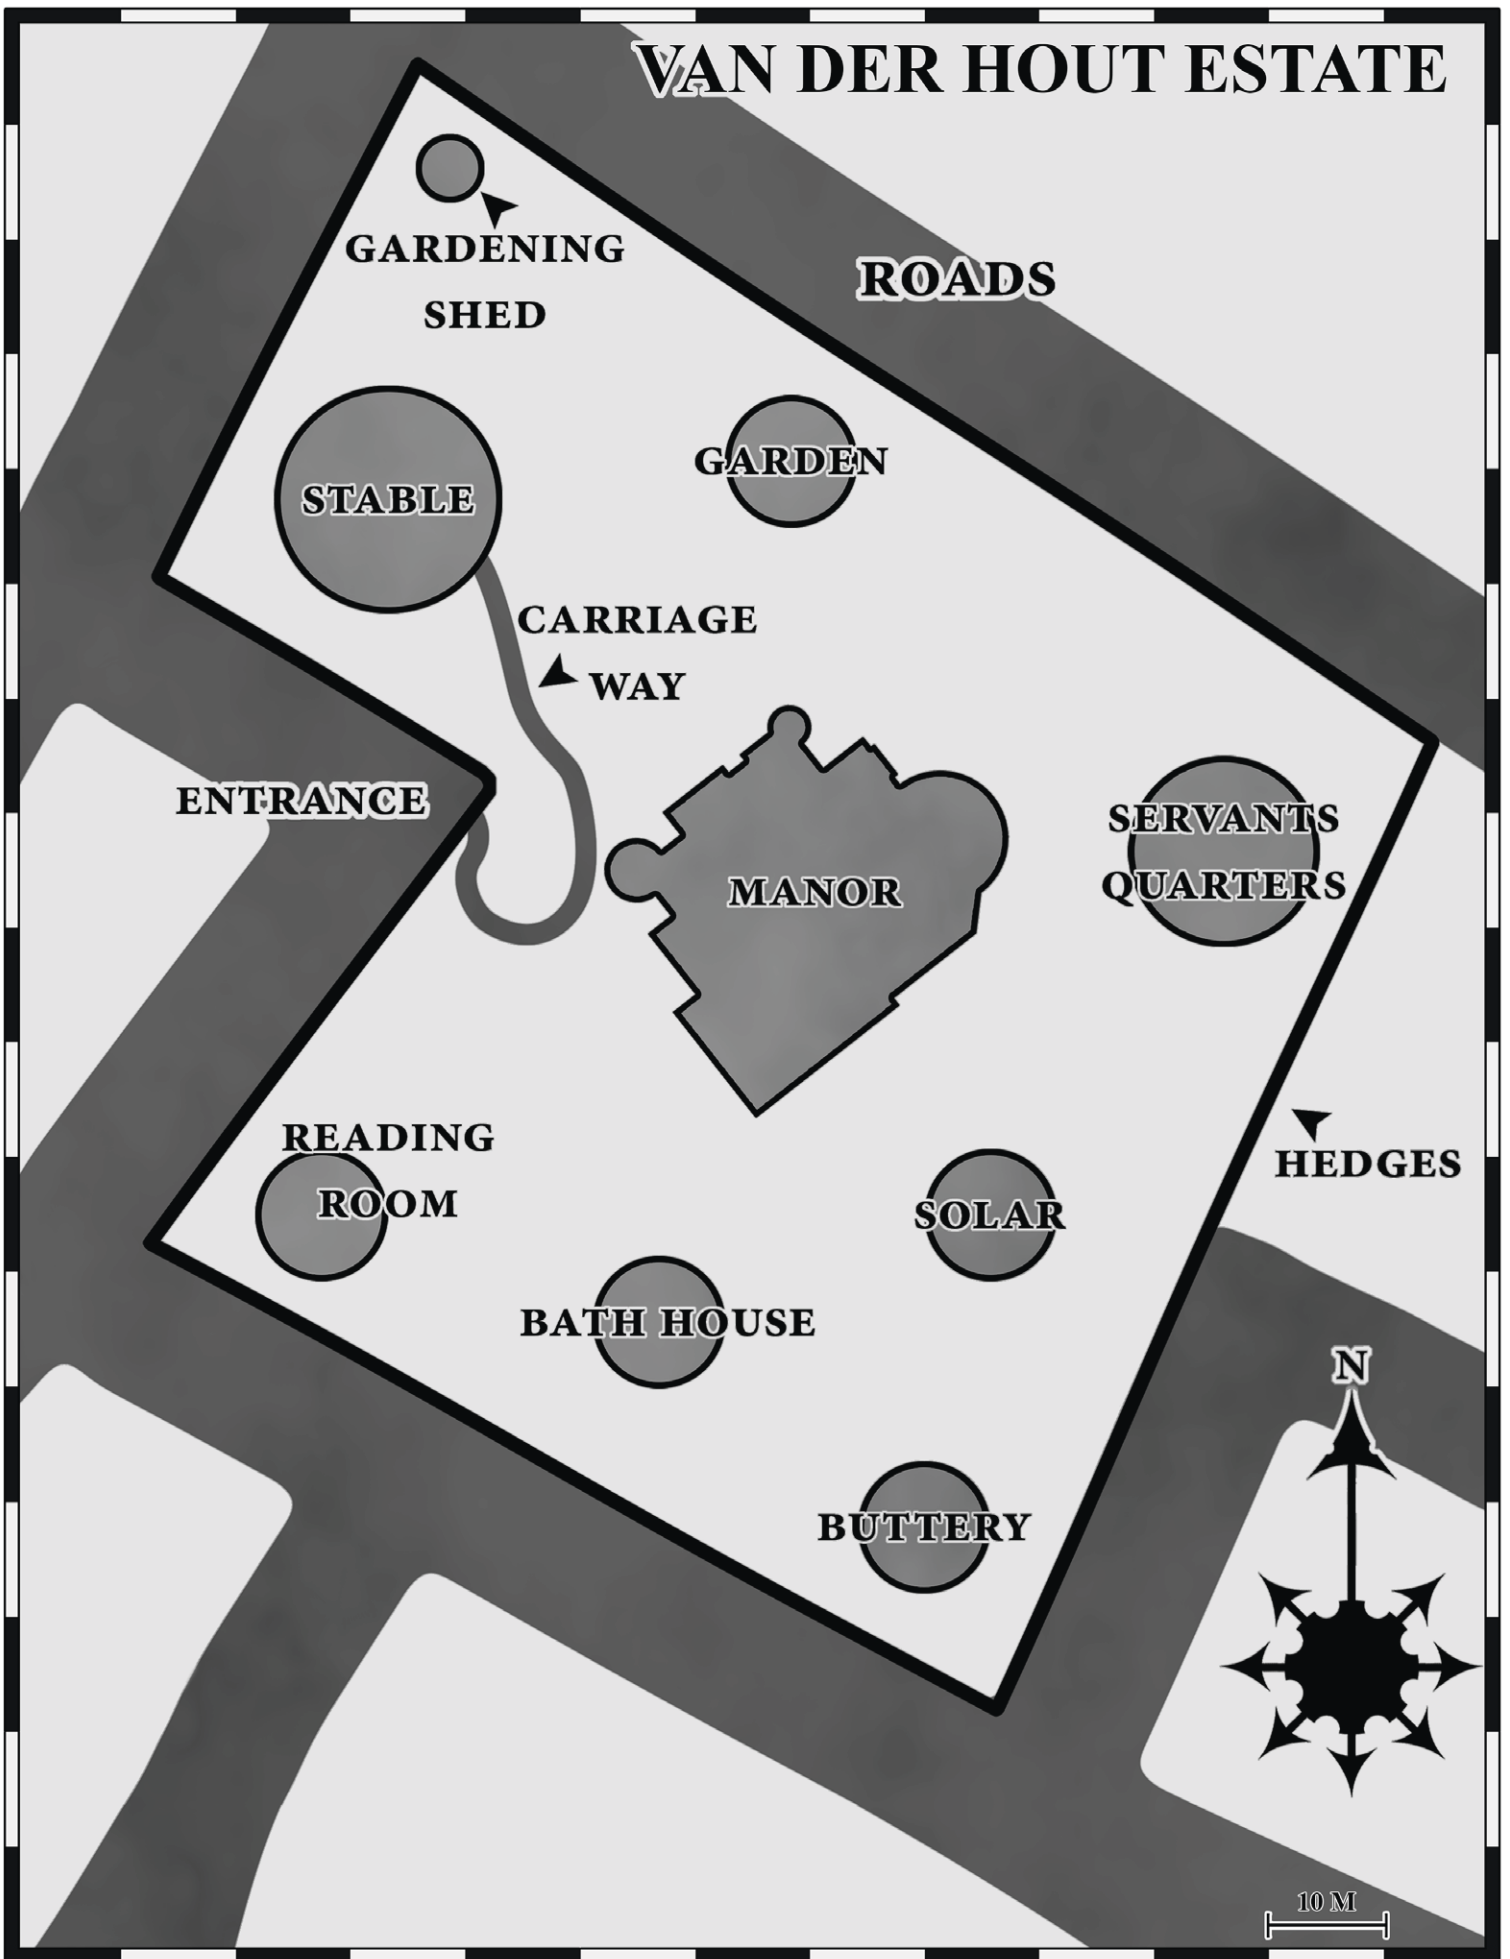 VAN DER HOUT ESTATE
GARDENING
SHED
ROADS
GARDEN
STABLE
CARRIAGE
WAY
ENTRANCE
SERVANTS
QUARTERS
MANOR
READING
ROOM
HEDGES
SOLAR
BATH HOUSE
N
BUTTERY
10 M